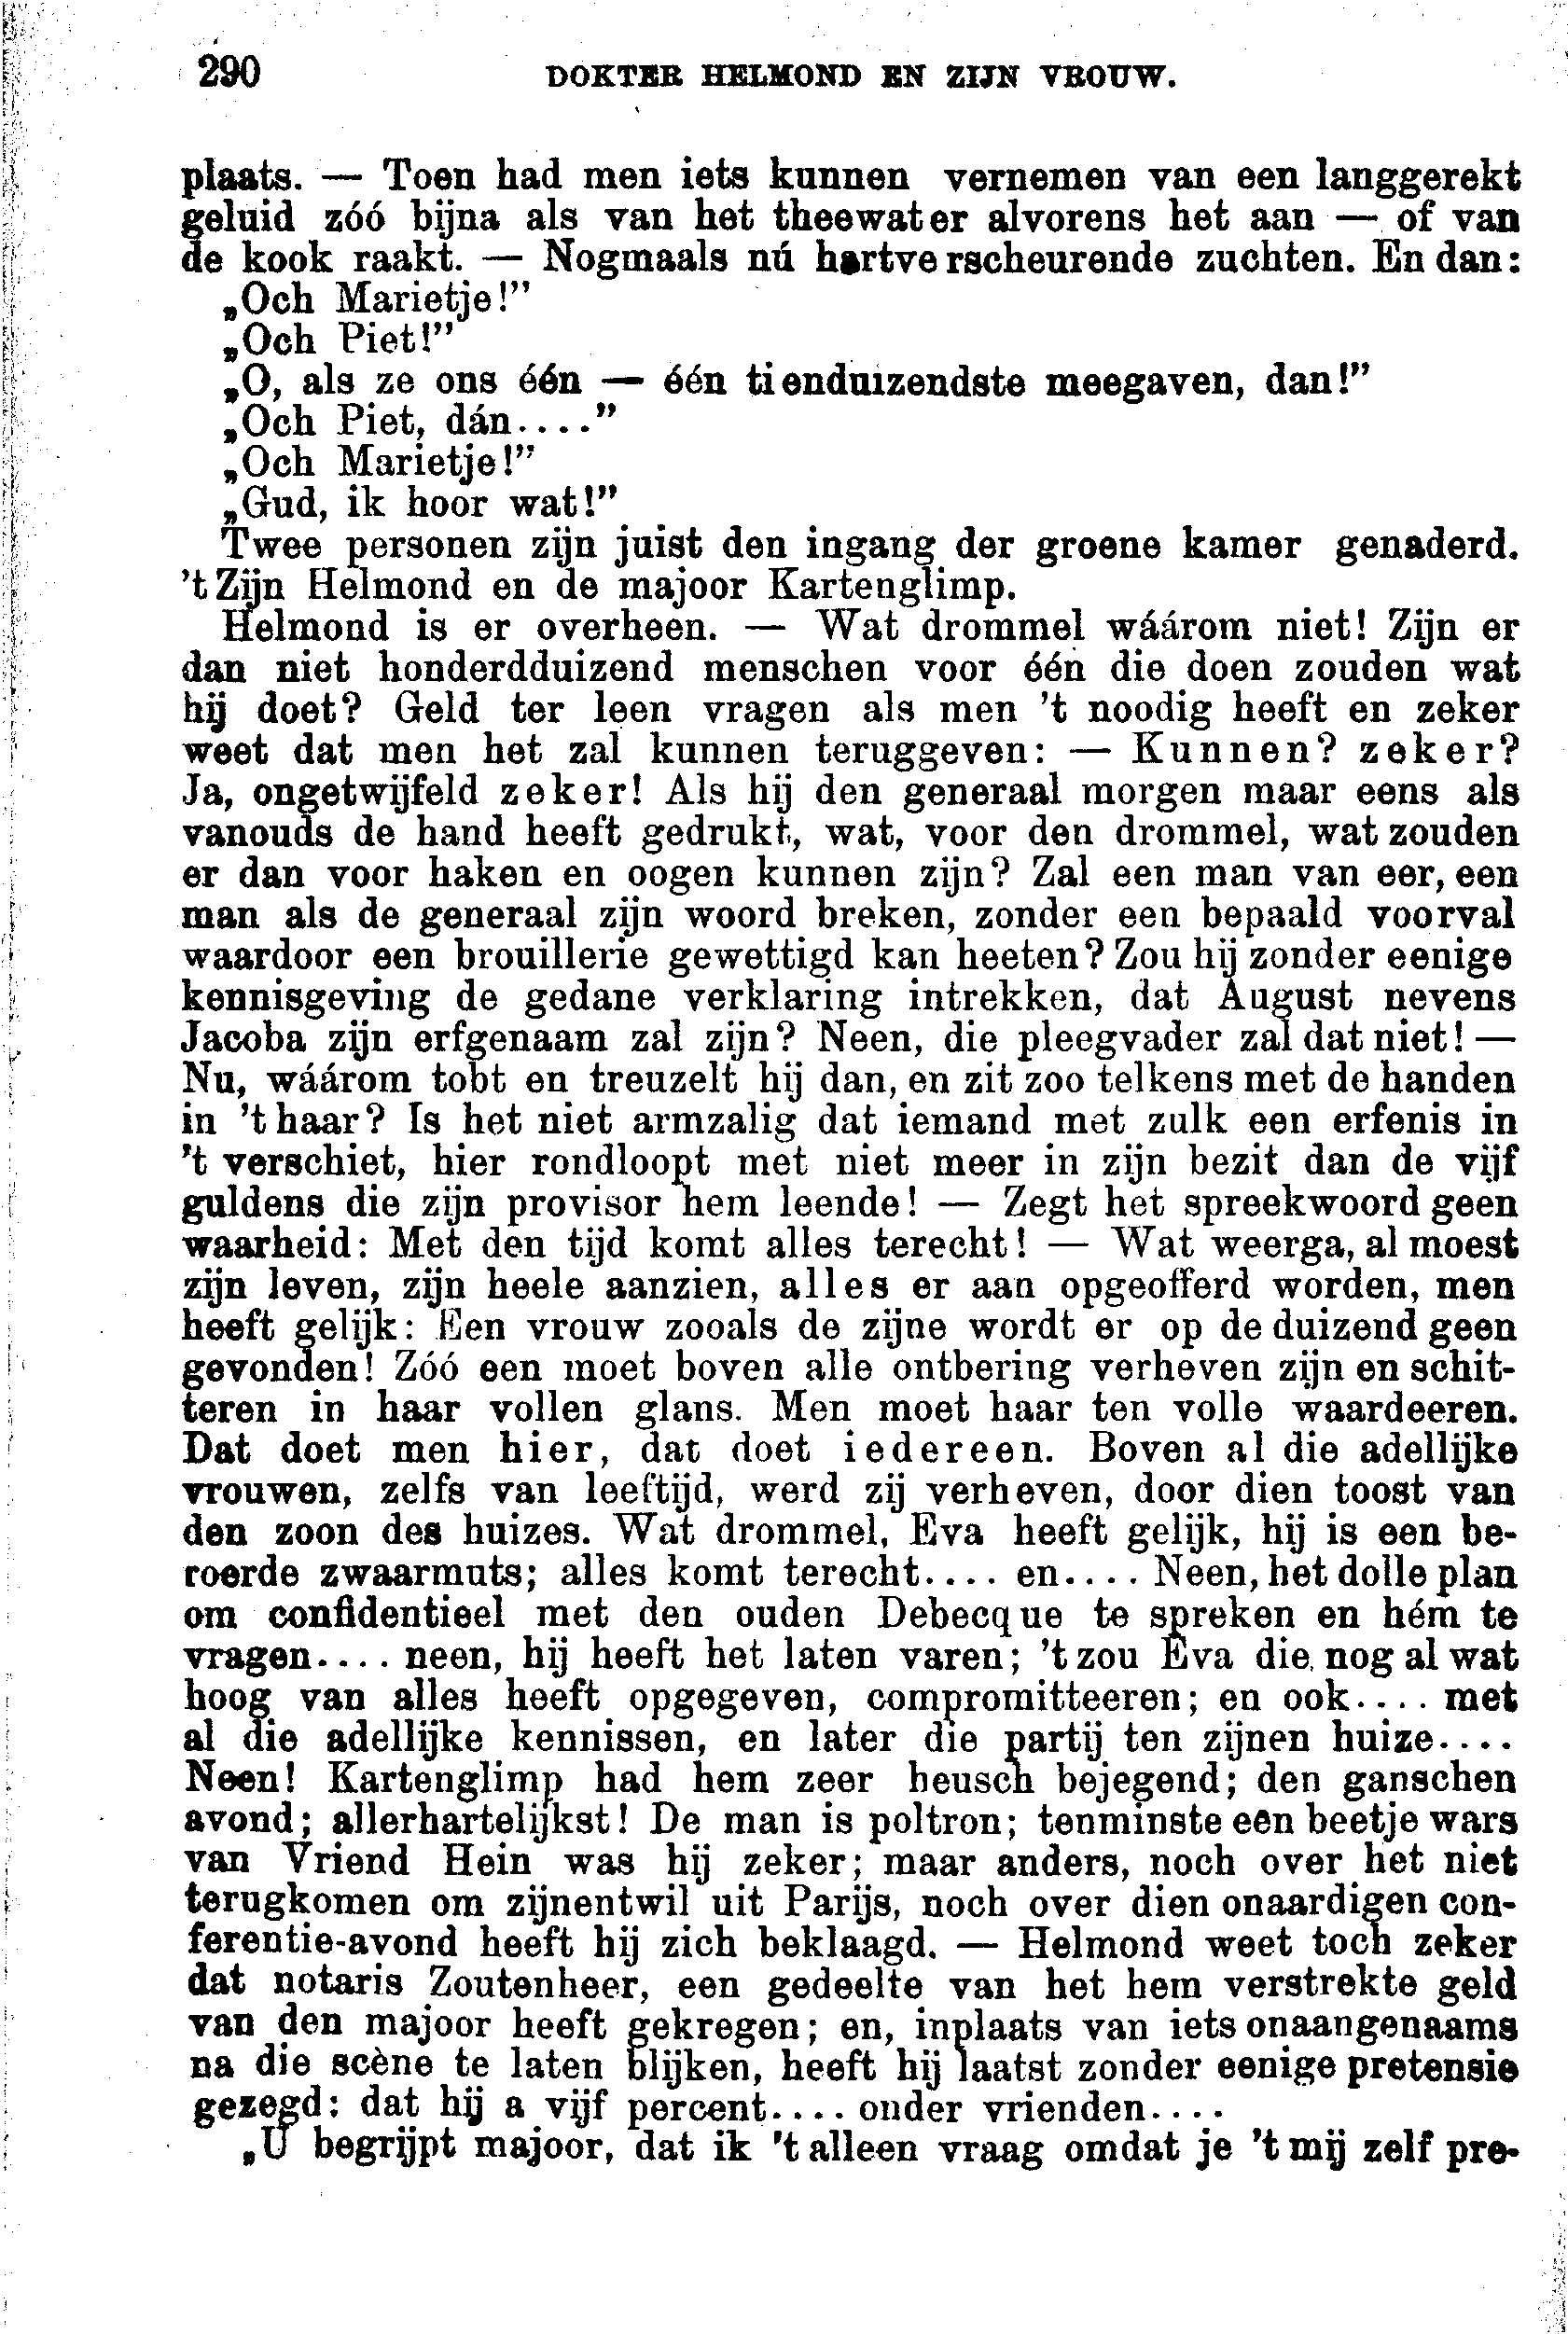 290 DOKTER HELMOND EN ZIJN VROUW.
plaats. — Toen had men iets kunnen vernemen van een langgerekt
geluid zóó bijna als van het theewater alvorens het aan — of van
de kook raakt. — Nogmaals nú hartverscheurende zuchten. En dan:
„Och Marietje!”
„Och Piet!”
„O, als ze ons één — één tienduizendste meegaven, dan!”
„Och Piet, dán....”
„Och Marietje!”
„Gud, ik hoor wat!”
Twee personen zijn juist den ingang der groene kamer genaderd.
't Zijn Helmond en de majoor Kartenglimp.
Helmond is er overheen. — Wat drommel wáárom niet! Zijn er
dan niet honderdduizend menschen voor één die doen zouden wat
hij doet? Geld ter leen vragen als men 't noodig heeft en zeker
weet dat men het zal kunnen teruggeven: — Kunnen? zeker?
Ja, ongetwijfeld zeker! Als hij den generaal morgen maar eens als
vanouds de hand heeft gedrukt, wat, voor den drommel, wat zouden
er dan voor haken en oogen kunnen zijn? Zal een man van eer, een
man als de generaal zijn woord breken, zonder een bepaald voorval
waardoor een brouillerie gewettigd kan heeten? Zou hij zonder eenige
kennisgeving de gedane verklaring intrekken, dat August nevens
Jacoba zijn erfgenaam zal zijn? Neen, die pleegvader zal dat niet! —
Nu, wáárom tobt en treuzelt hij dan, en zit zoo telkens met de handen
in 't haar? Is het niet armzalig dat iemand met zulk een erfenis in
't verschiet, hier rondloopt met niet meer in zijn bezit dan de vijf
guldens die zijn provisor hem leende! — Zegt het spreekwoord geen
waarheid: Met den tijd komt alles terecht! — Wat weerga, al moest
zijn leven, zijn heele aanzien, alles er aan opgeofferd worden, men
heeft gelijk: Een vrouw zooals de zijne wordt er op de duizend geen
gevonden! Zóó een moet boven alle ontbering verheven zijn en schit-
teren in haar vollen glans. Men moet haar ten volle waardeeren.
Dat doet men hier, dat doet iedereen. Boven al die adellijke
vrouwen, zelfs van leeftijd, werd zij verheven, door dien toost van
den zoon des huizes. Wat drommel, Eva heeft gelijk, hij is een be-
roerde zwaarmuts; alles komt terecht.... en.... Neen, het dolle plan
om confidentieel met den ouden Debecque te spreken en hém te
vragen.... neen, hij heeft het laten varen; 't zou Eva die nog al wat
hoog van alles heeft opgegeven, compromitteeren; en ook.... met
al die adellijke kennissen, en later die partij ten zijnen huize....
Neen! Kartenglimp had hem zeer heusch bejegend; den ganschen
avond; allerhartelijkst! De man is poltron; tenminste een beetje wars
van Vriend Hein was hij zeker; maar anders, noch over het niet
terugkomen om zijnentwil uit Parijs, noch over dien onaardigen con-
ferentie-avond heeft hij zich beklaagd. — Helmond weet toch zeker
dat notaris Zoutenheer, een gedeelte van het hem verstrekte geld
van den majoor heeft gekregen; en, inplaats van iets onaangenaams
na die scène te laten blijken, heeft hij laatst zonder eenige pretensie
gezegd: dat hij a vijf percent.... onder vrienden....
„U begrijpt majoor, dat ik 't alleen vraag omdat je 't mij zelf pre-